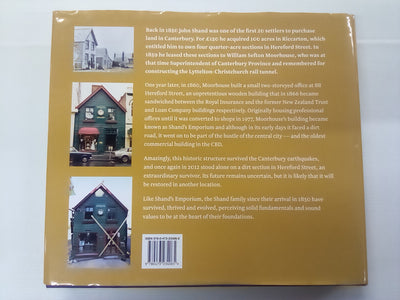 Back in 1850 John Shand was one of the first 20 settlers to purchase
land in Canterbury. For £150 he acquired 100 acres in Riccarton, which
entitled him to own four quarter-acre sections in Hereford Street. In
1859 he leased these sections to William Sefton Moorhouse, who was at
that time Superintendent of Canterbury Province and remembered for
constructing the Lyttelton–Christchurch rail tunnel.
One year later, in 1860, Moorhouse built a small two-storeyed office at 88
Hereford Street, an unpretentious wooden building that in 1866 became
sandwiched between the Royal Insurance and the former New Zealand Trust
and Loan Company buildings respectively. Originally housing professional
offices until it was converted to shops in 1977, Moorhouse's building became
known as Shand's Emporium and although in its early days it faced a dirt
road, it went on to be part of the bustle of the central city — and the oldest
commercial building in the CBD.
Amazingly, this historic structure survived the Canterbury earthquakes,
and once again in 2012 stood alone on a dirt section in Hereford Street, an
extraordinary survivor. Its future remains uncertain, but it is likely that it will
be restored in another location.
Like Shand's Emporium, the Shand family since their arrival in 1850 have
survived, thrived and evolved, perceiving solid fundamentals and sound
values to be at the heart of their foundations.